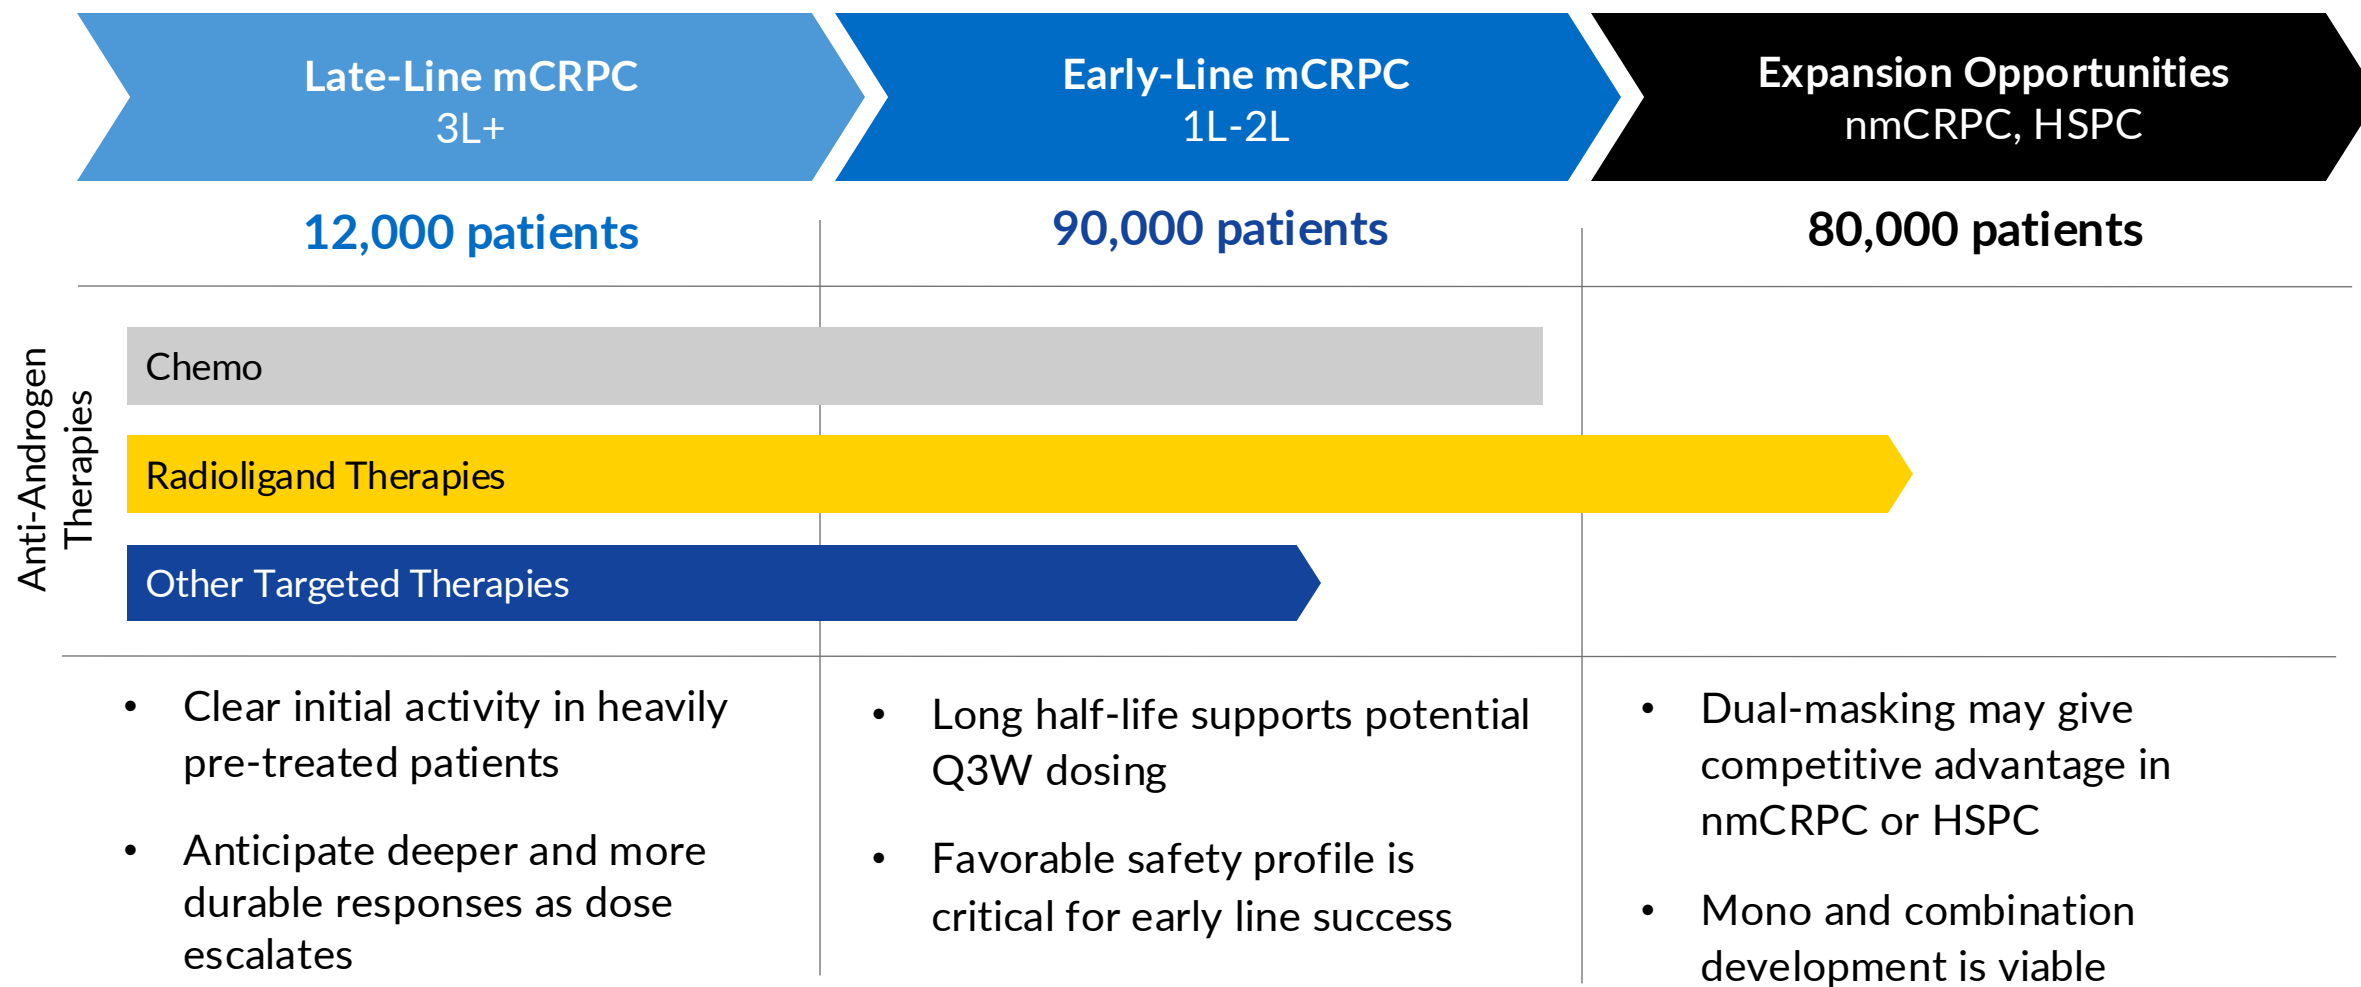 Late-Line mCRPC
3L+
Early-Line mCRPC
1L-2L
Expansion Opportunities
nmCRPC, HSPC
12,000 patients
90,000 patients
80,000 patients
Anti-Androgen
Therapies
Chemo
Radioligand Therapies
Other Targeted Therapies
• Clear initial activity in heavily
pre-treated patients
• Anticipate deeper and more
durable responses as dose
escalates
• Long half-life supports potential
Q3W dosing
• Favorable safety profile is
critical for early line success
• Dual-masking may give
competitive advantage in
nmCRPC or HSPC
• Mono and combination
development is viable